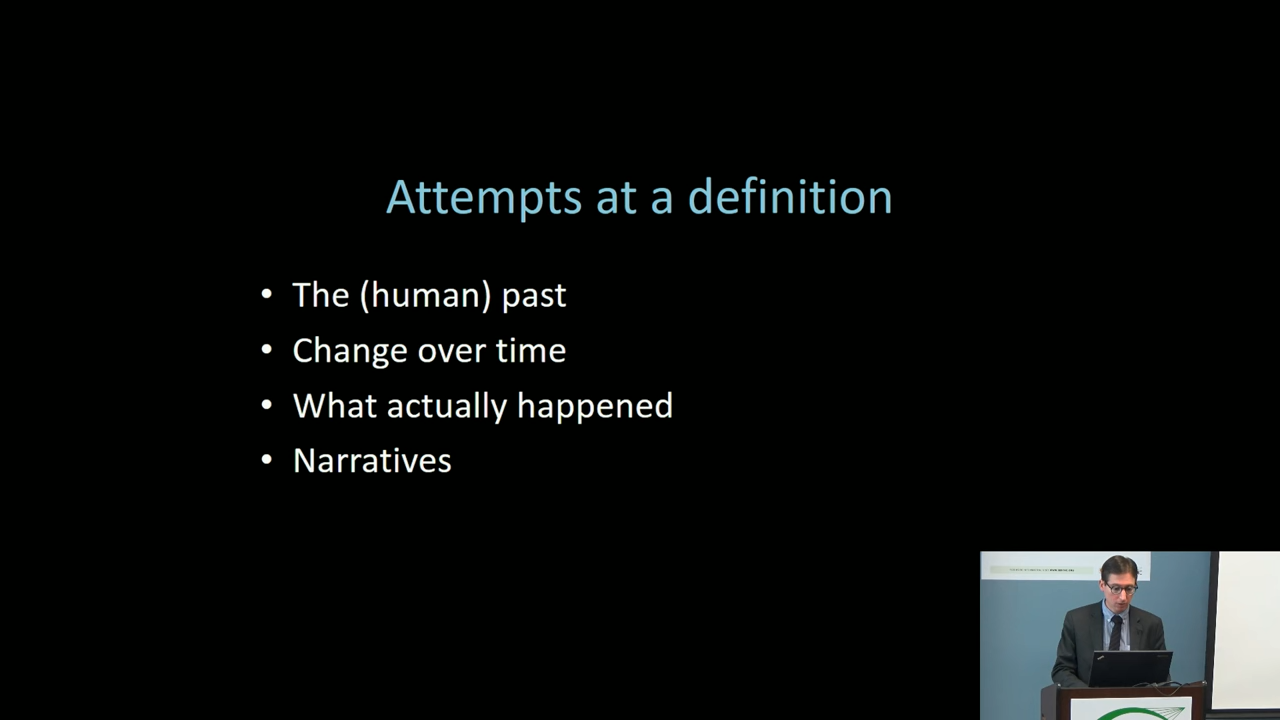 Attempts at a definition
• The (human) past
• Change over time
• What actually happened
• Narratives